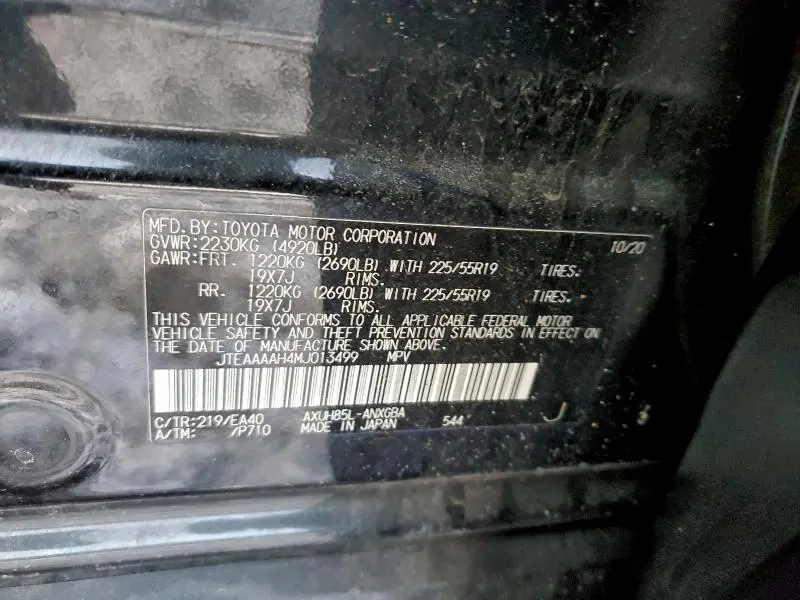 MFD. BY: TOYOTA MOTOR CORPORATION 10/20
GVWR: 2230KG (4920LB)
GAWR: FRT. 1220KG (2690LB) WITH 225/55R19 TIRES.
19X7J RIMS.
RR. 1220KG (2690LB) WITH 225/55R19 TIRES.
19X7J RIMS.
THIS VEHICLE CONFORMS TO ALL APPLICABLE FEDERAL MOTOR
VEHICLE SAFETY AND THEFT PREVENTION STANDARDS IN EFFECT ON
THE DATE OF MANUFACTURE SHOWN ABOVE.
JTEAAAAH4MJ013499 MPV
C/TR: 219/EA40 AXUH85L-ANXGBA
A/TM: /P710 MADE IN JAPAN 544 J